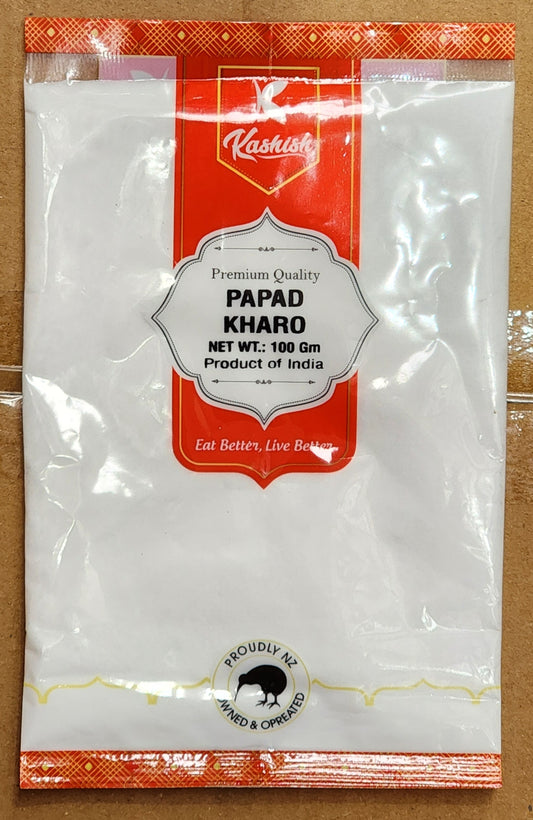 Kashish
Premium Quality
PAPAD
KHARO
NET WT.: 100 Gm
Product of India
Eat Better, Live Better
PROUDLY NZ
OWNED & OPREATED